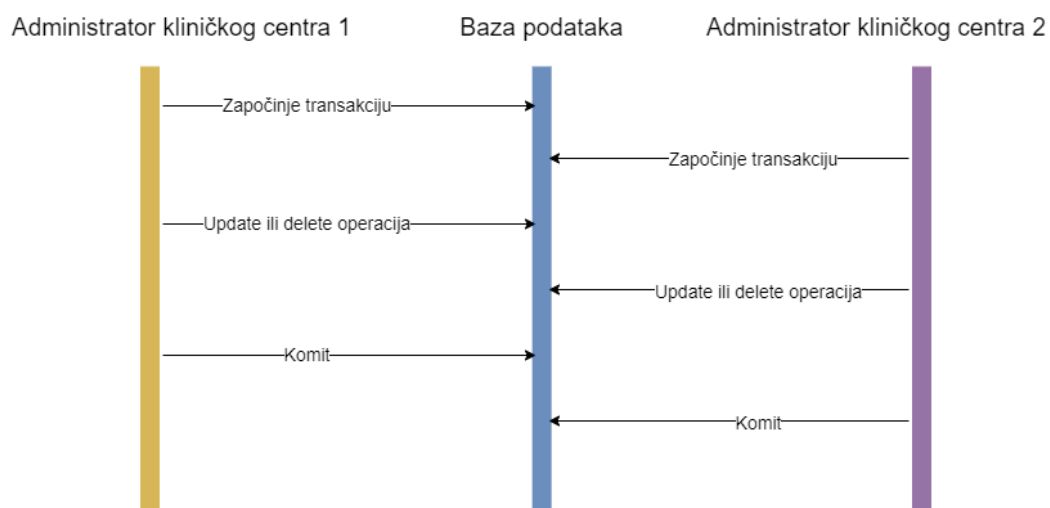 Administrator kliničkog centra 1
Baza podataka
Administrator kliničkog centra 2
Započinje transakciju
Započinje transakciju
Update ili delete operacija
Update ili delete operacija
Komit
Komit